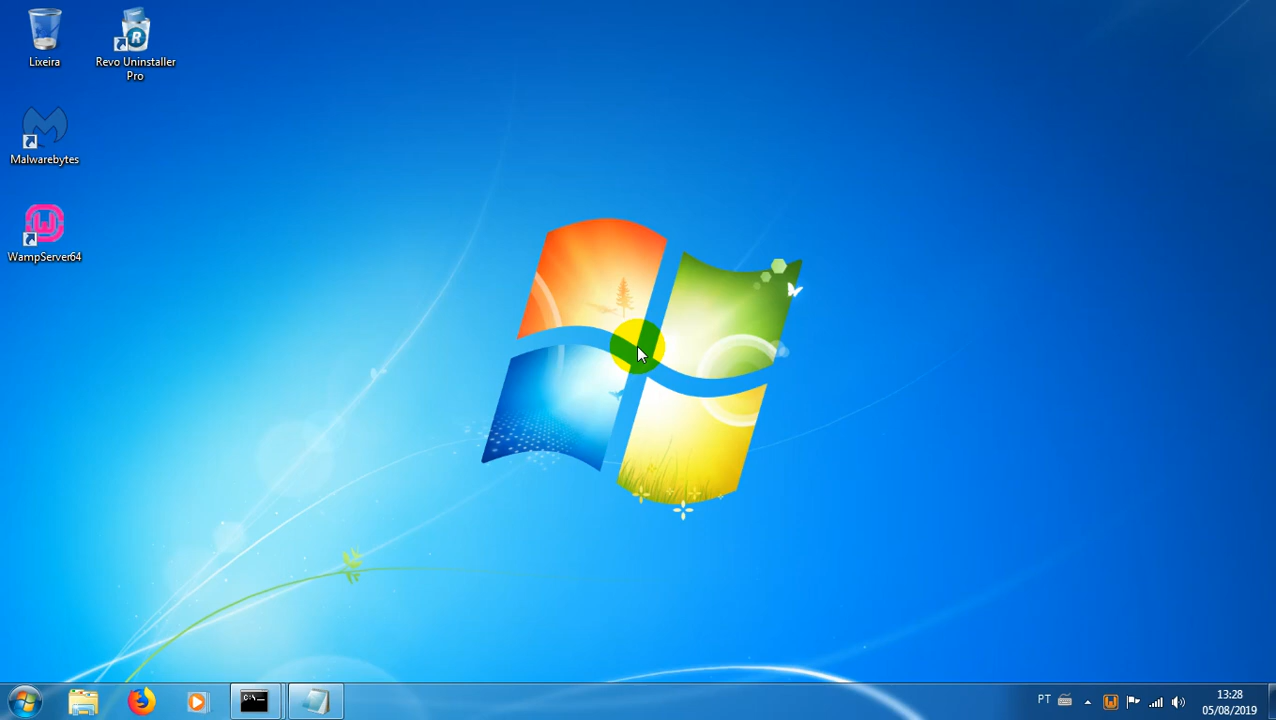 Lixeira
Revo Uninstaller
Pro
Malwarebytes
WampServer64
C:\_
PT
13:28
05/08/2019